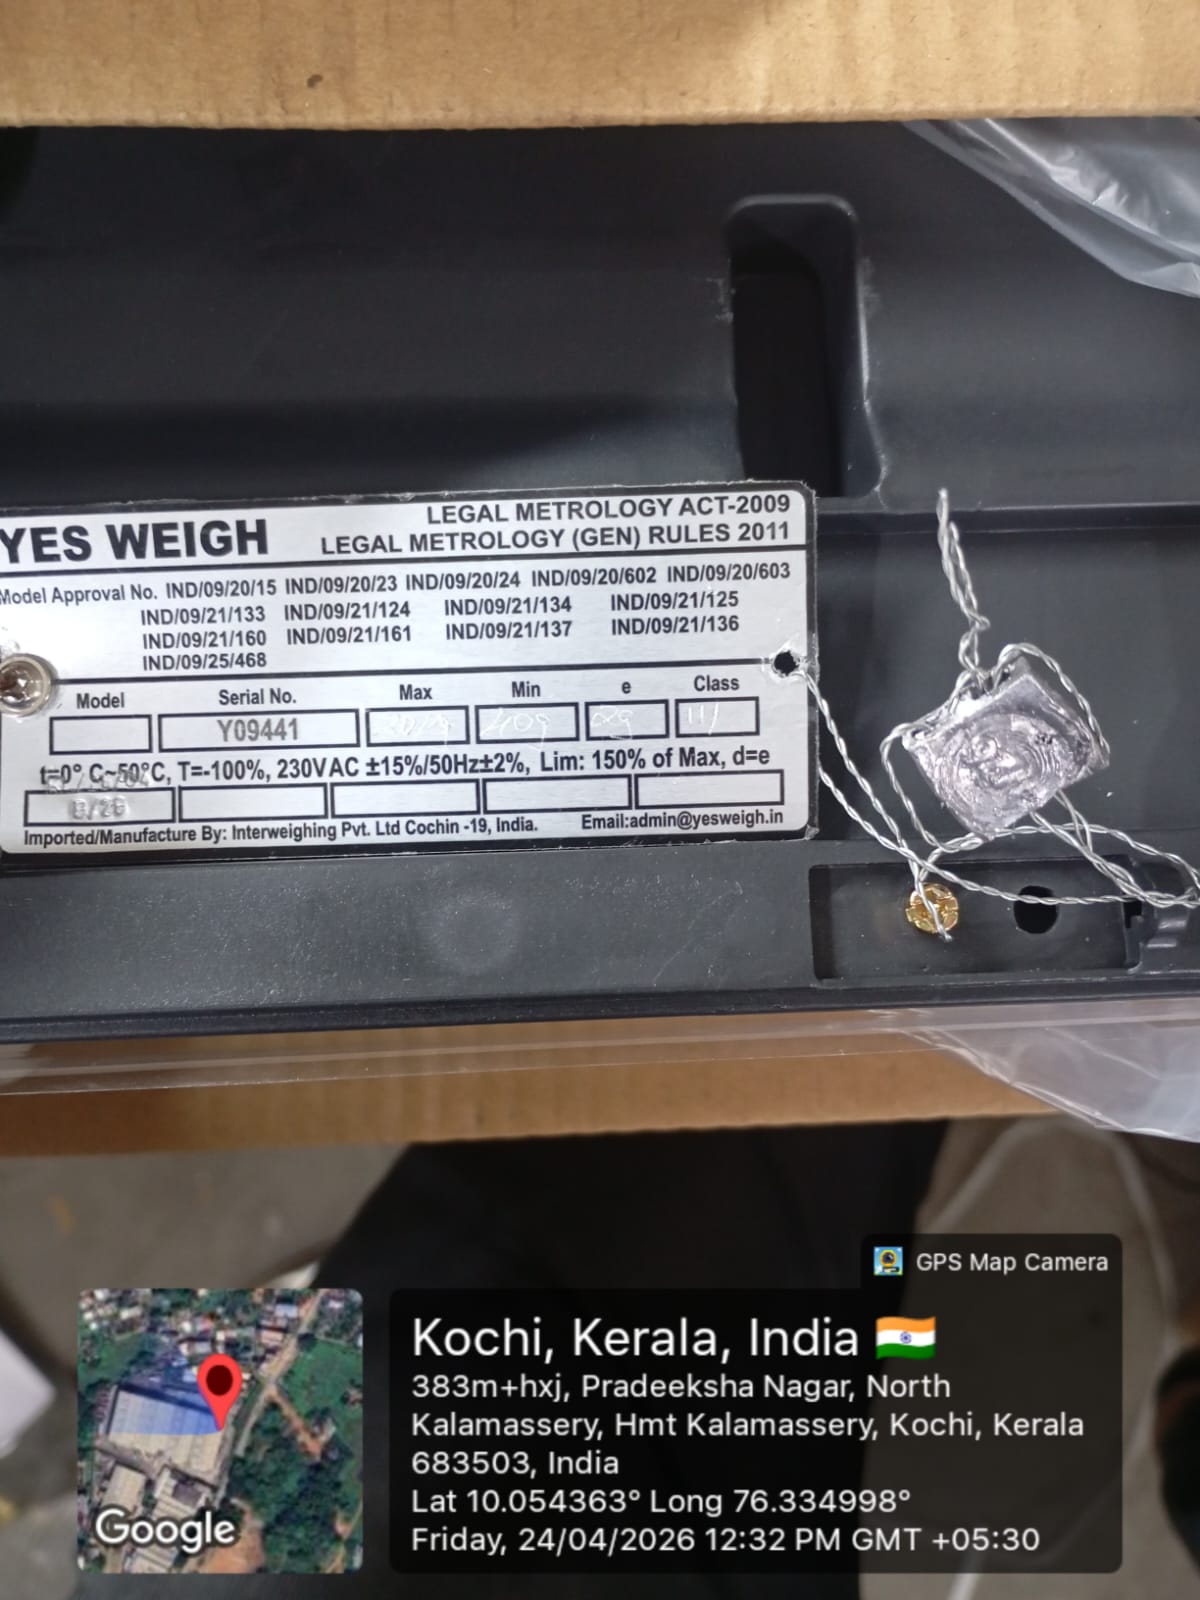 YES WEIGH
LEGAL METROLOGY ACT-2009
LEGAL METROLOGY (GEN) RULES 2011
Model Approval No. IND/09/20/15 IND/09/20/23 IND/09/20/24 IND/09/20/602 IND/09/20/603
IND/09/21/133 IND/09/21/124 IND/09/21/134 IND/09/21/125
IND/09/21/160 IND/09/21/161 IND/09/21/137 IND/09/21/136
IND/09/25/468
Model Serial No. Max Min e Class
Y09441 40g
t=0° C~50°C, T=-100%, 230VAC ±15%/50Hz±2%, Lim: 150% of Max, d=e
Imported/Manufacture By: Interweighing Pvt. Ltd Cochin -19, India. Email:admin@yesweigh.in
GPS Map Camera
Kochi, Kerala, India
383m+hxj, Pradeeksha Nagar, North
Kalamassery, Hmt Kalamassery, Kochi, Kerala
683503, India
Lat 10.054363° Long 76.334998°
Friday, 24/04/2026 12:32 PM GMT +05:30
Google